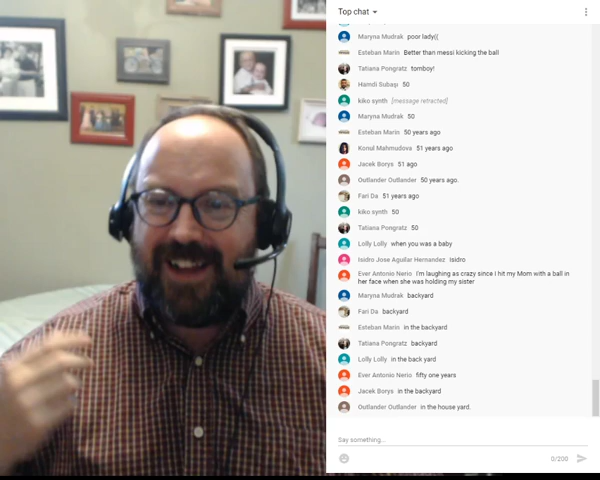 Top chat
Maryna Mudrak poor lady((
Esteban Marin Better than messi kicking the ball
Tatiana Pongratz tomboy!
Hamdi Subaşı 50
kiko synth [message retracted]
Maryna Mudrak 50
Esteban Marin 50 years ago
Konul Mahmudova 51 years ago
Jacek Borys 51 ago
Outlander Outlander 50 years ago.
Fari Da 51 years ago
kiko synth 50
Tatiana Pongratz 50
Lolly Lolly when you was a baby
Isidro Jose Aguilar Hernandez Isidro
Ever Antonio Nerio I'm laughing as crazy since I hit my Mom with a ball in
her face when she was holding my sister
Maryna Mudrak backyard
Fari Da backyard
Esteban Marin in the backyard
Tatiana Pongratz backyard
Lolly Lolly in the back yard
Ever Antonio Nerio fifty one years
Jacek Borys in the backyard
Outlander Outlander in the house yard.
Say something...
0/200